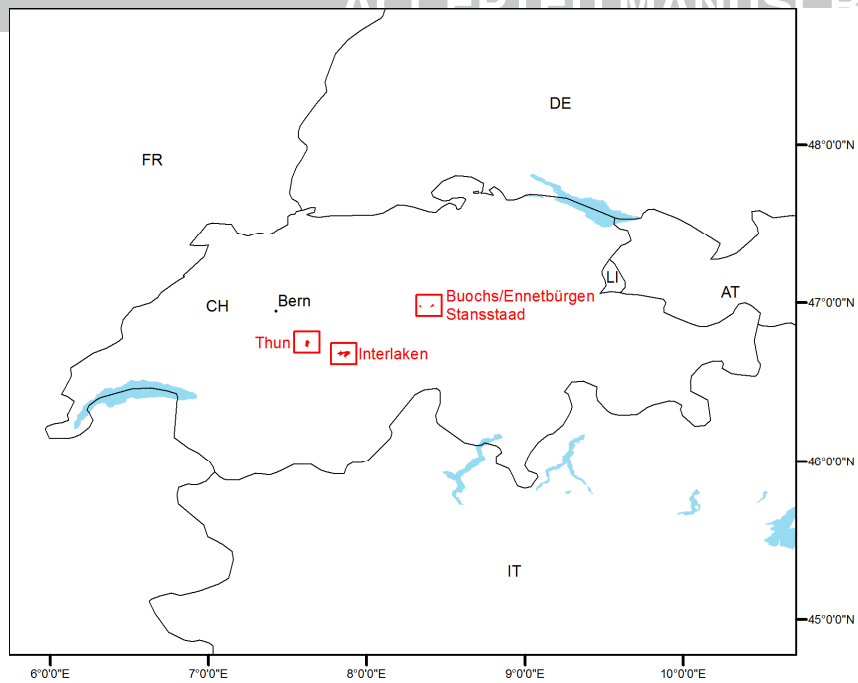 ACCEPTED MANUSCR
DE
48°0'0"N
FR
LI
AT
Buochs/Ennetbürgen
Stansstaad
CH
Bern
47°0'0"N
Thun
Interlaken
46°0'0"N
IT
45°0'0"N
6°0'0"E
7°0'0"E
8°0'0"E
9°0'0"E
10°0'0"E